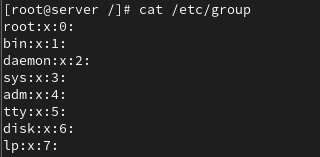 [root@server /]# cat /etc/group
root:x:0:
bin:x:1:
daemon:x:2:
sys:x:3:
adm:x:4:
tty:x:5:
disk:x:6:
lp:x:7: